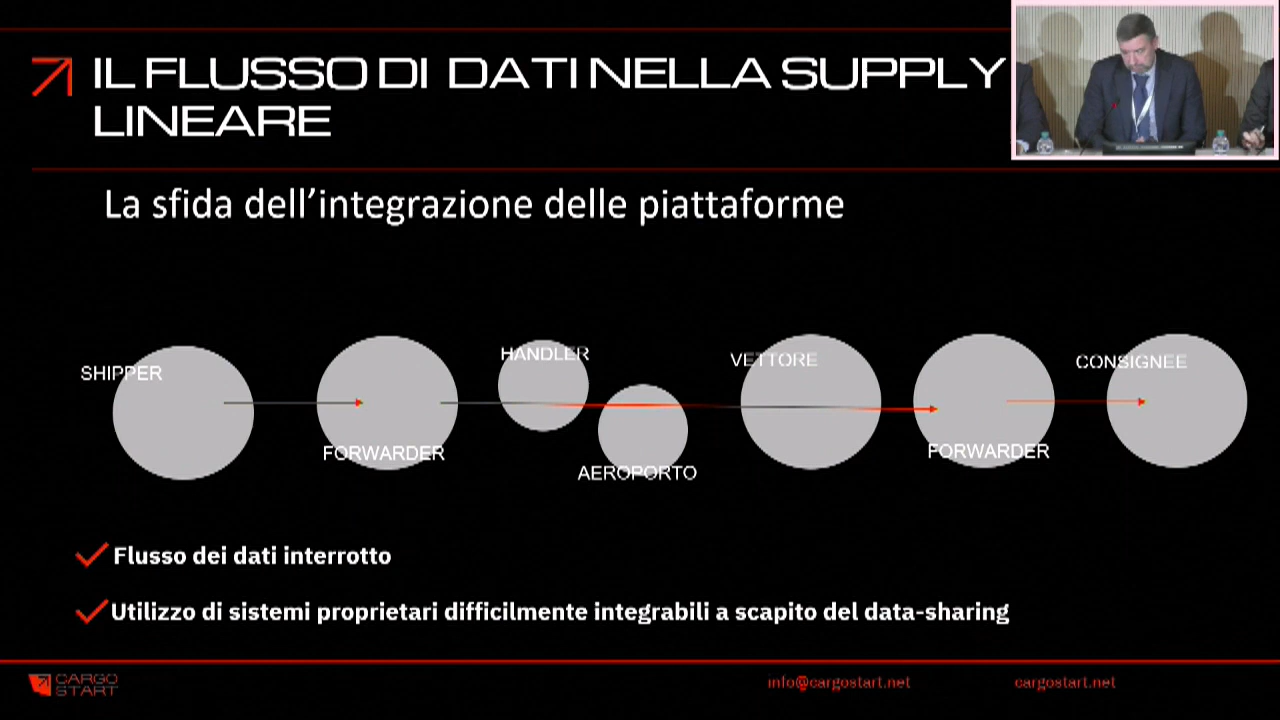 IL FLUSSO DI DATI NELLA SUPPLY
LINEARE
La sfida dell'integrazione delle piattaforme
SHIPPER
FORWARDER
HANDLER
AEROPORTO
VETTORE
FORWARDER
CONSIGNEE
Flusso dei dati interrotto
Utilizzo di sistemi proprietari difficilmente integrabili a scapito del data-sharing
CARGO
START
info@cargostart.net
cargostart.net